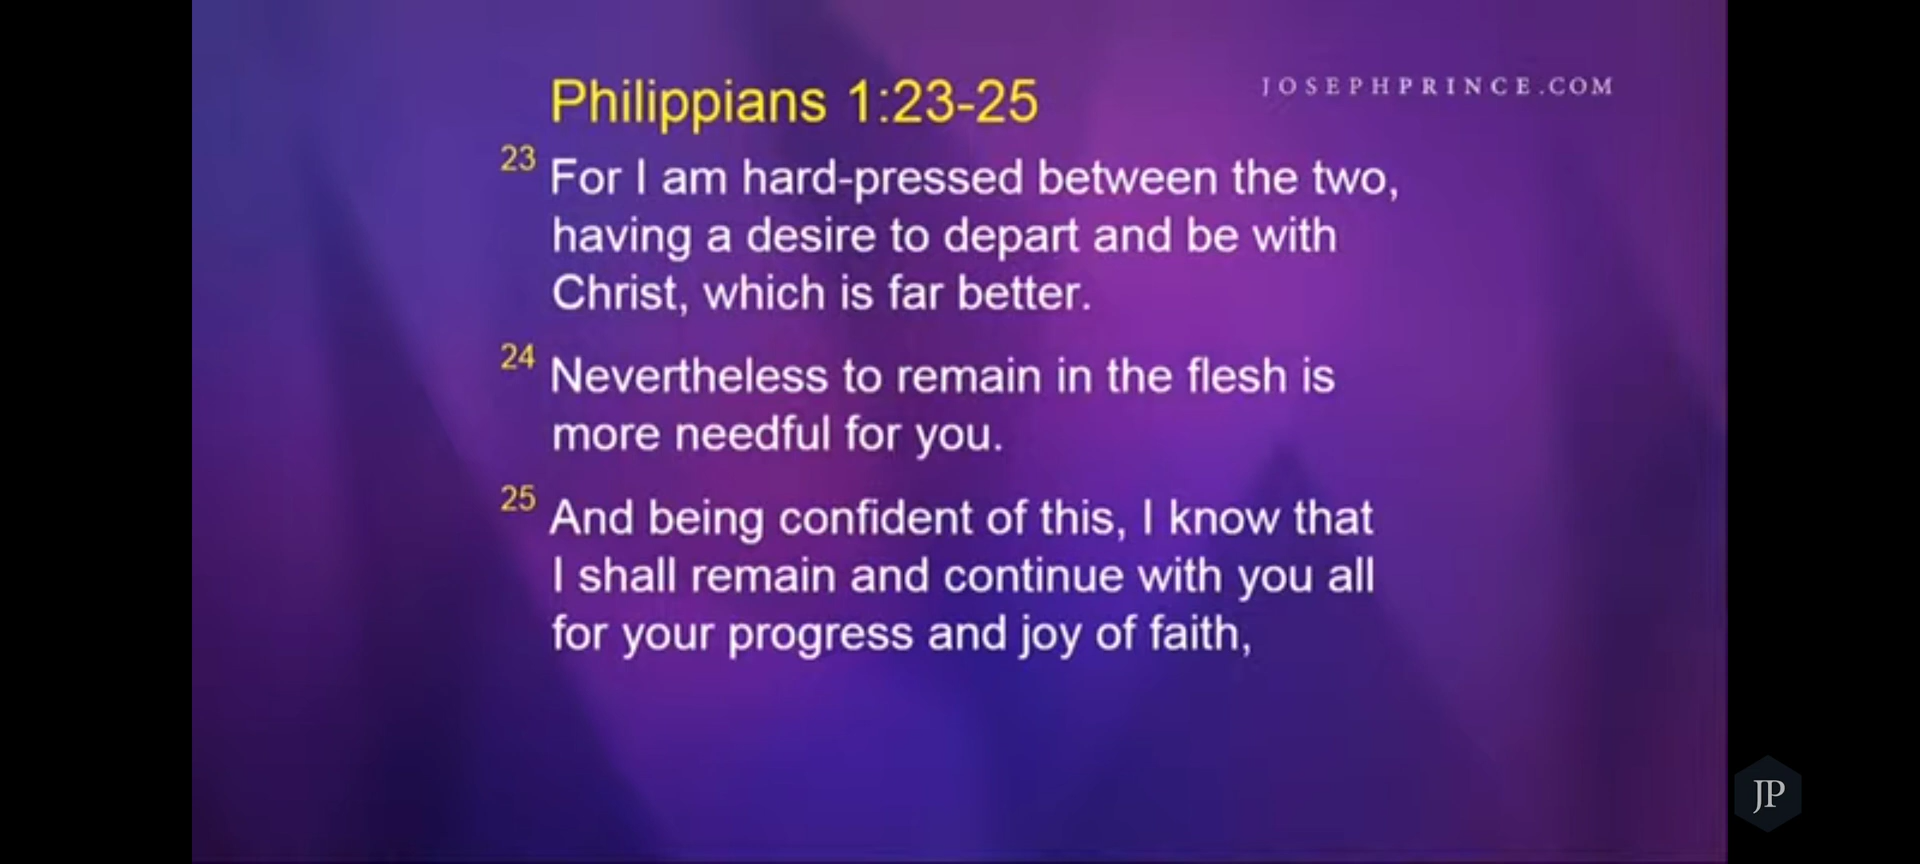 Philippians 1:23-25
JOSEPHPRINCE.COM
23 For I am hard-pressed between the two,
having a desire to depart and be with
Christ, which is far better.
24 Nevertheless to remain in the flesh is
more needful for you.
25 And being confident of this, I know that
I shall remain and continue with you all
for your progress and joy of faith,
JP